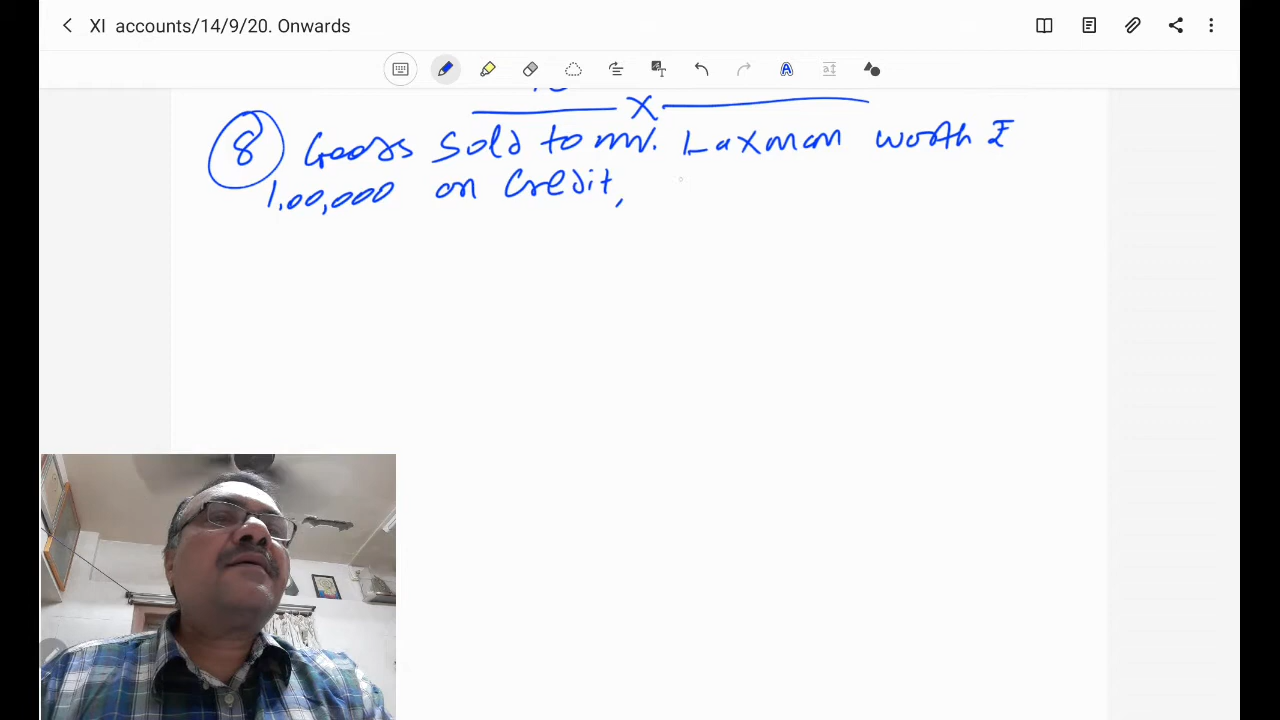 XI accounts/14/9/20. Onwards
X
8 Goods Sold to Mr. Laxman worth ₹
1,00,000 on Credit,